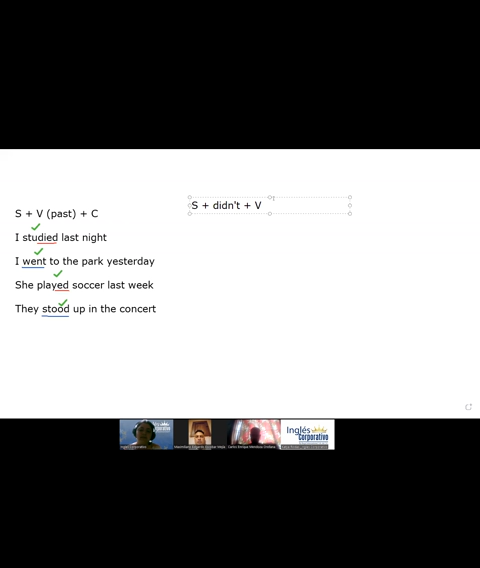 S + V (past) + C
I studied last night
I went to the park yesterday
She played soccer last week
They stood up in the concert
S + didn't + V
Inglés
Corporativo